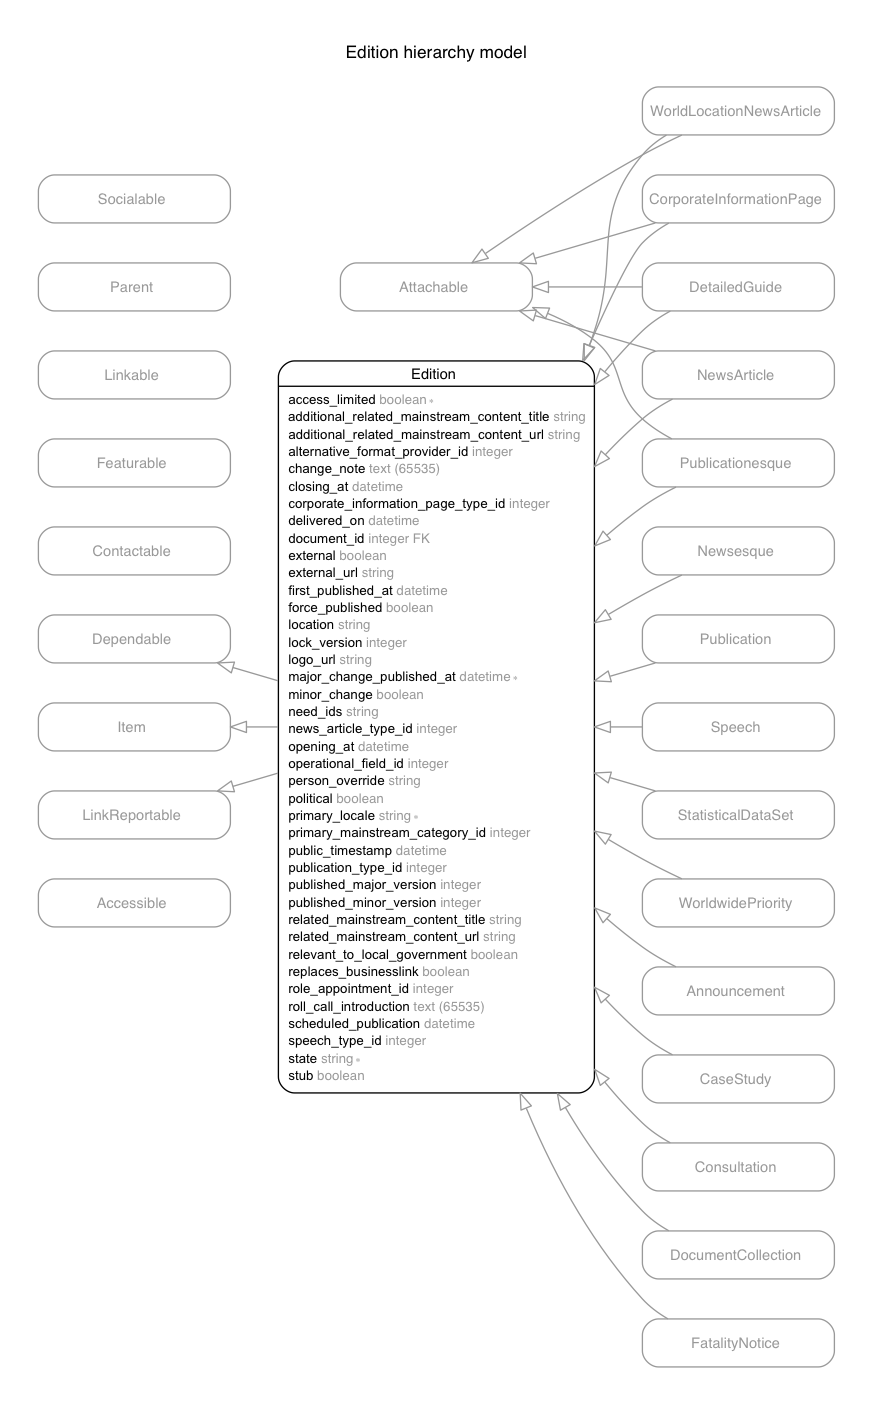 Edition hierarchy model
WorldLocationNewsArticle
Socialable
CorporateInformationPage
Parent
Attachable
DetailedGuide
Linkable
NewsArticle
Featurable
Publicationesque
Contactable
Newsesque
Dependable
Publication
Item
Speech
LinkReportable
StatisticalDataSet
Accessible
WorldwidePriority
Announcement
CaseStudy
Consultation
DocumentCollection
FatalityNotice
Edition
access_limited boolean *
additional_related_mainstream_content_title string
additional_related_mainstream_content_url string
alternative_format_provider_id integer
change_note text (65535)
closing_at datetime
corporate_information_page_type_id integer
delivered_on datetime
document_id integer FK
external boolean
external_url string
first_published_at datetime
force_published boolean
location string
lock_version integer
logo_url string
major_change_published_at datetime *
minor_change boolean
need_ids string
news_article_type_id integer
opening_at datetime
operational_field_id integer
person_override string
political boolean
primary_locale string *
primary_mainstream_category_id integer
public_timestamp datetime
publication_type_id integer
published_major_version integer
published_minor_version integer
related_mainstream_content_title string
related_mainstream_content_url string
relevant_to_local_government boolean
replaces_businesslink boolean
role_appointment_id integer
roll_call_introduction text (65535)
scheduled_publication datetime
speech_type_id integer
state string *
stub boolean